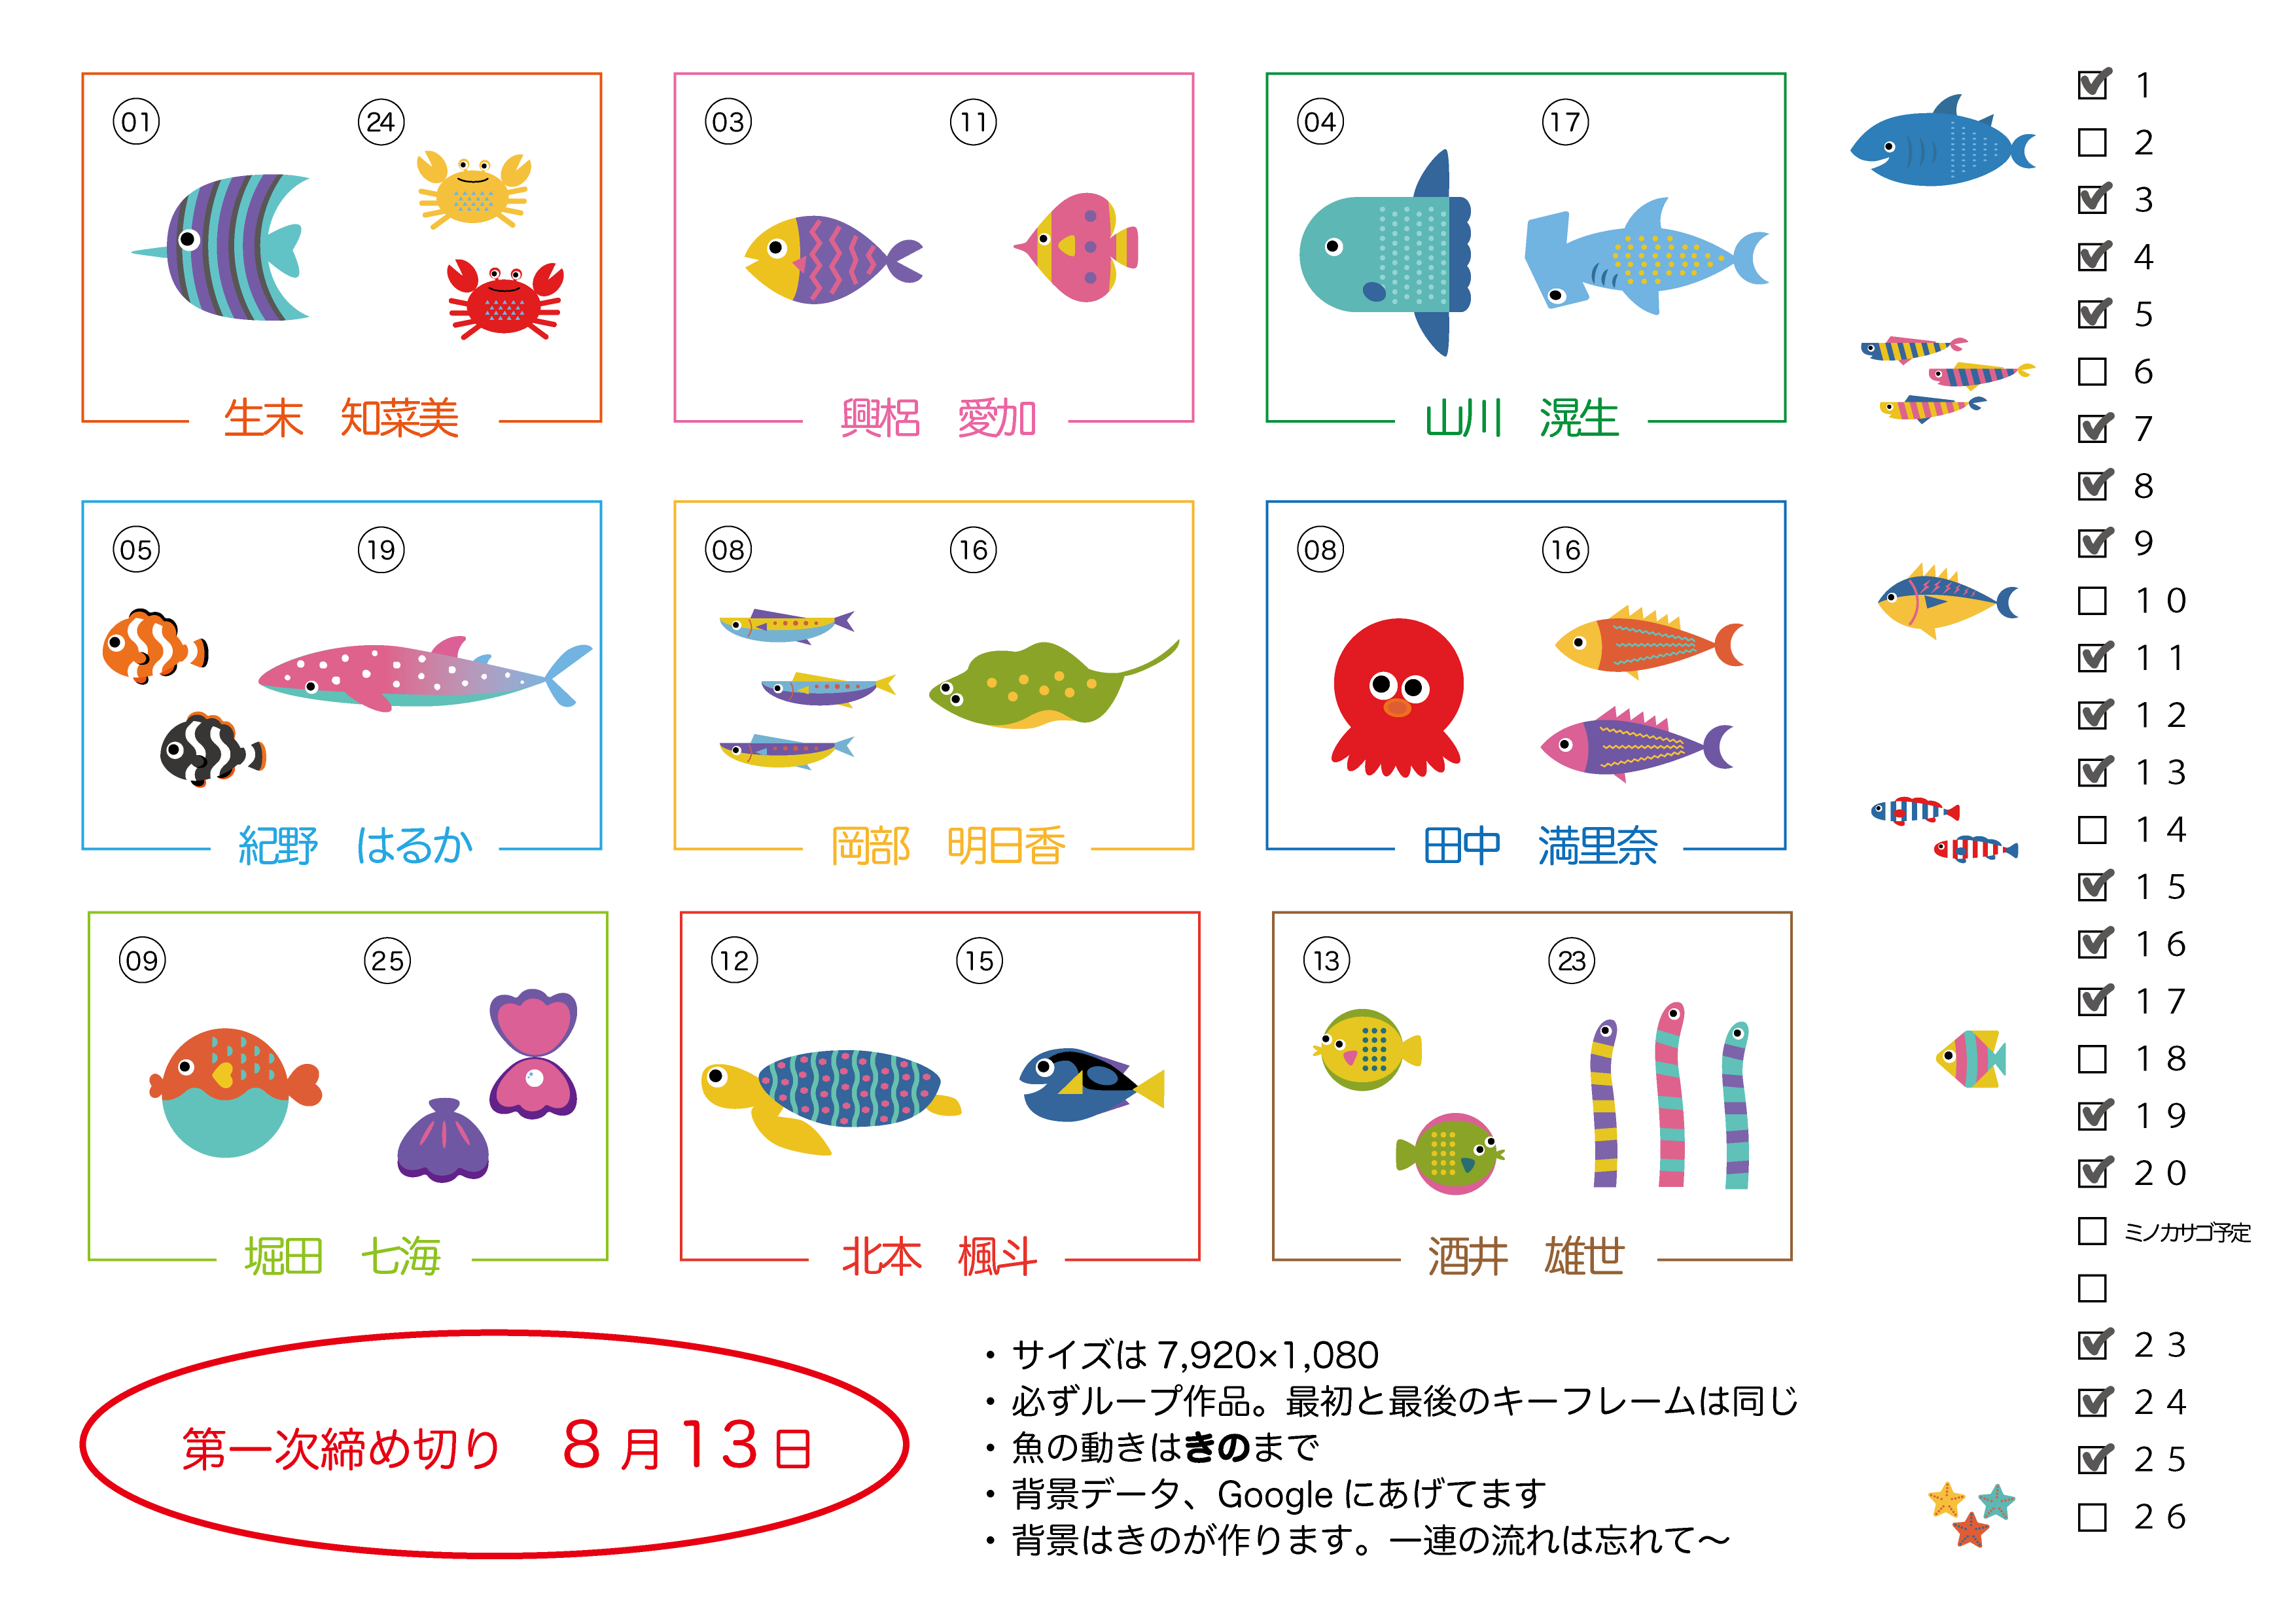 01 24
生末　知菜美
03 11
興梠　愛加
04 17
山川　滉生
05 19
紀野　はるか
08 16
岡部　明日香
08 16
田中　満里奈
09 25
堀田　七海
12 15
北本　楓斗
13 23
酒井　雄世
第一次締め切り　8月13日
・サイズは 7,920×1,080
・必ずループ作品。最初と最後のキーフレームは同じ
・魚の動きはきのまで
・背景データ、Google にあげてます
・背景はきのが作ります。一連の流れは忘れて～
1
2
3
4
5
6
7
8
9
10
11
12
13
14
15
16
17
18
19
20
ミノカサゴ予定
23
24
25
26